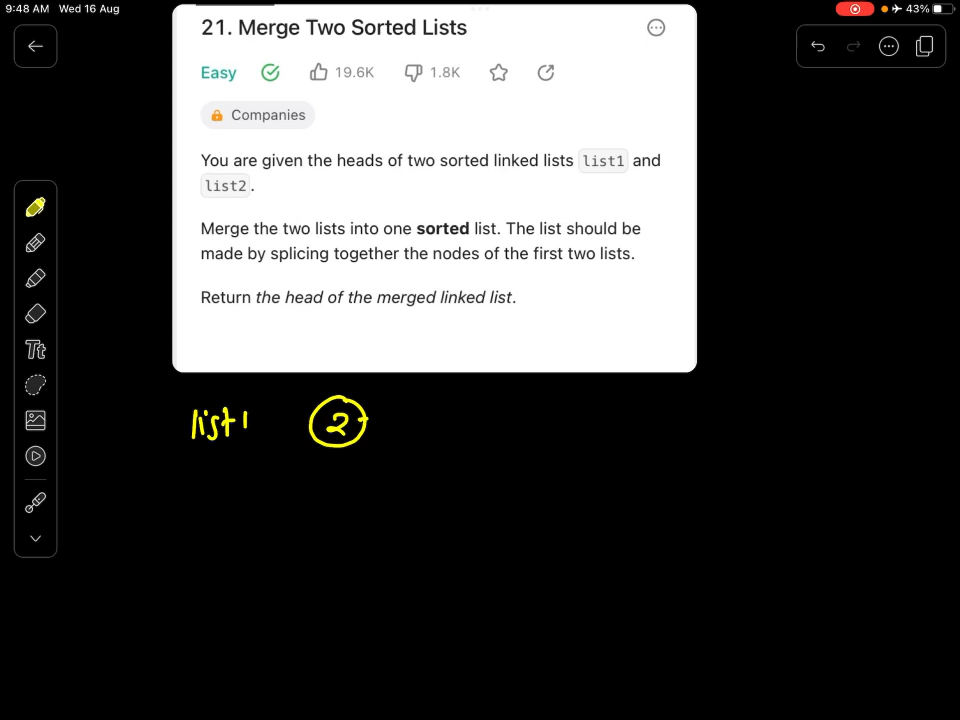 9:48 AM Wed 16 Aug
43%
21. Merge Two Sorted Lists
Easy 19.6K 1.8K
Companies
You are given the heads of two sorted linked lists list1 and
list2.
Merge the two lists into one sorted list. The list should be
made by splicing together the nodes of the first two lists.
Return the head of the merged linked list.
Tt
list1 2